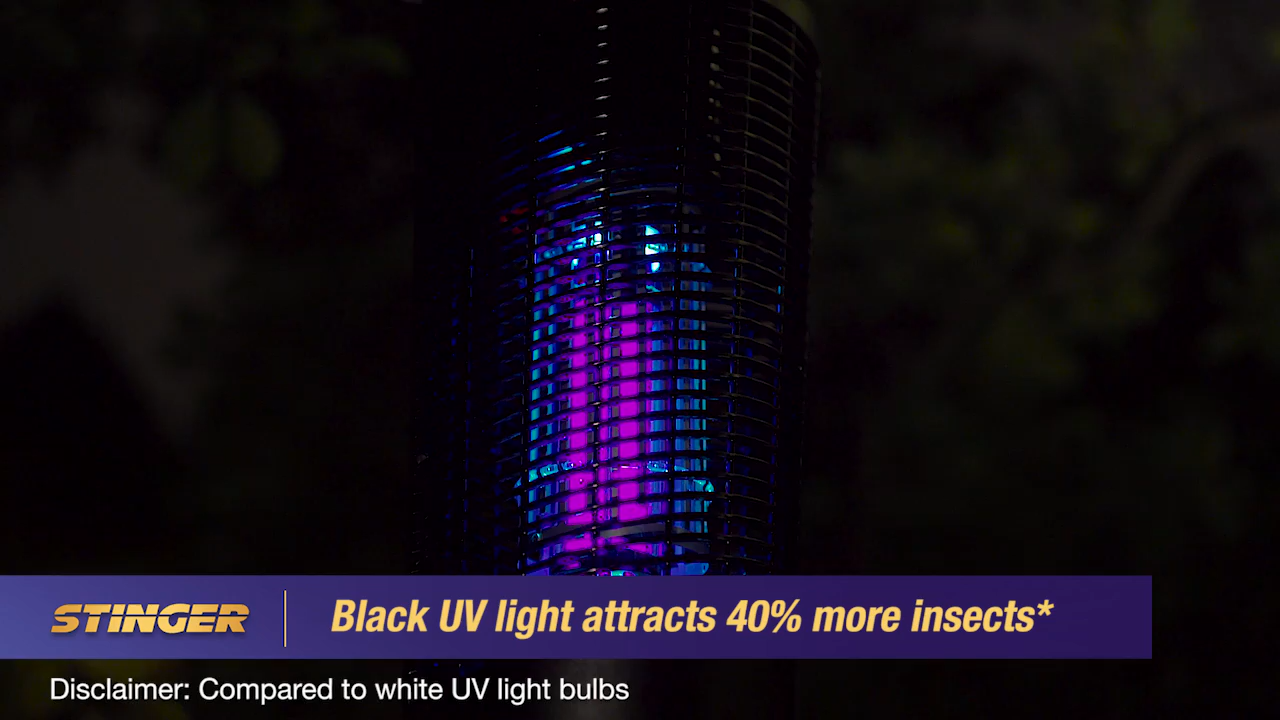 STINGER
Black UV light attracts 40% more insects*
Disclaimer: Compared to white UV light bulbs